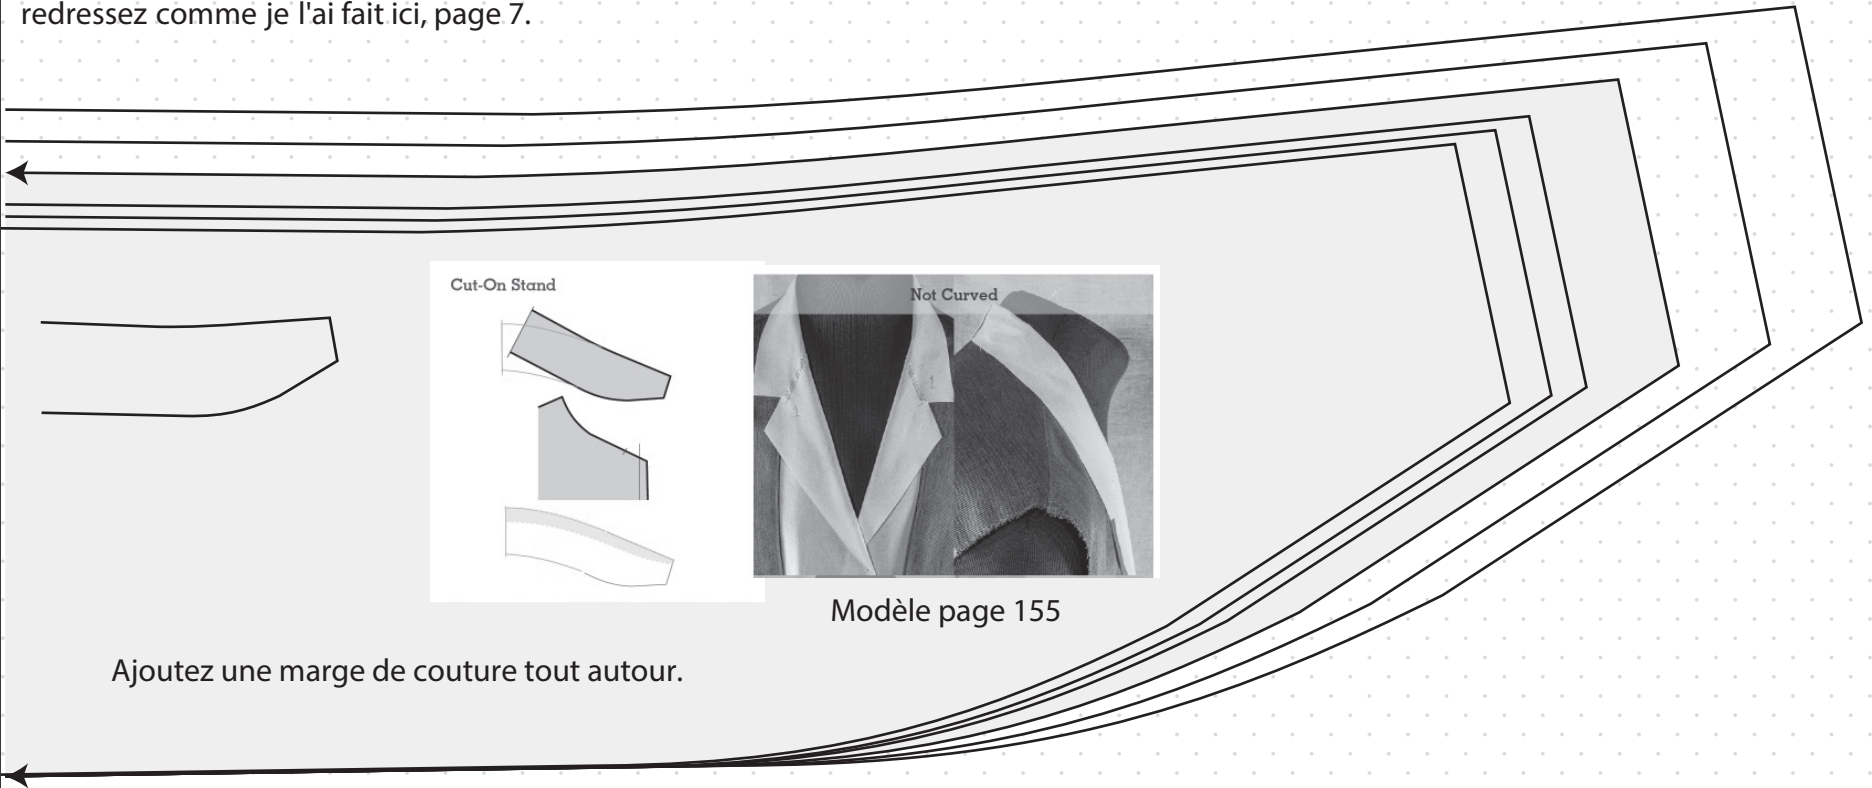 redressez comme je l'ai fait ici, page 7.
Cut-On Stand
Not Curved
Modèle page 155
Ajoutez une marge de couture tout autour.